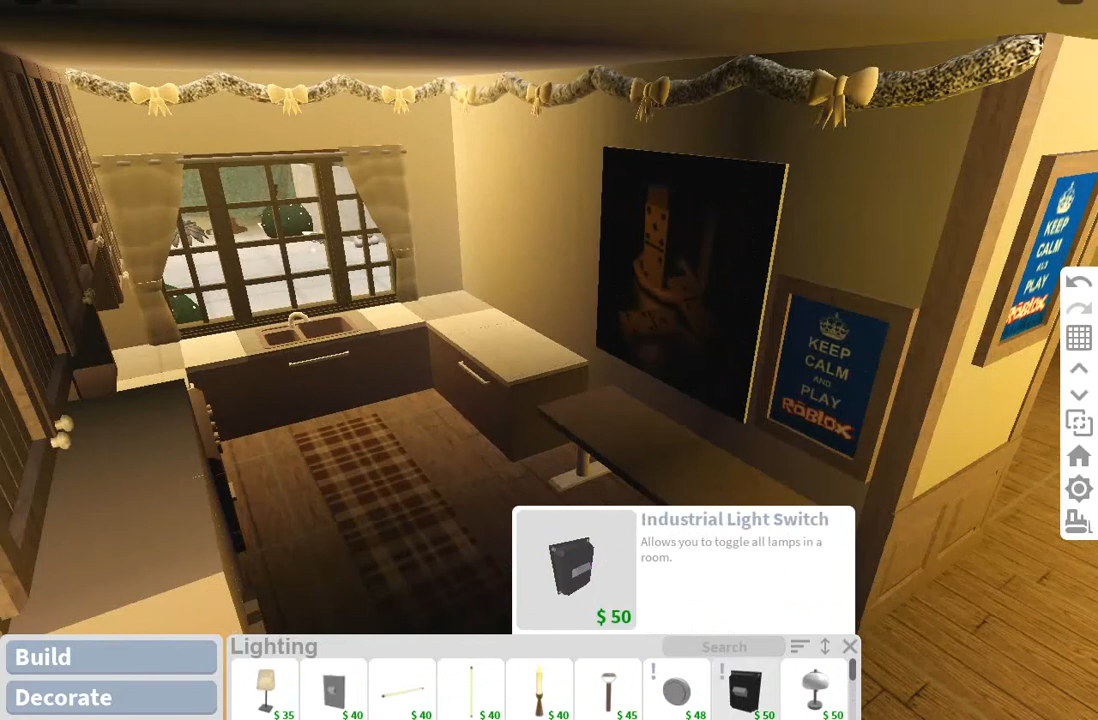 KEEP
CALM
AND
PLAY
ROBLOX
KEEP
CALM
AND
PLAY
ROBLOX
Industrial Light Switch
Allows you to toggle all lamps in a
room.
$ 50
Build
Decorate
Lighting
Search
$ 35
$ 40
$ 40
$ 40
$ 40
$ 45
! $ 48
! $ 50
$ 50